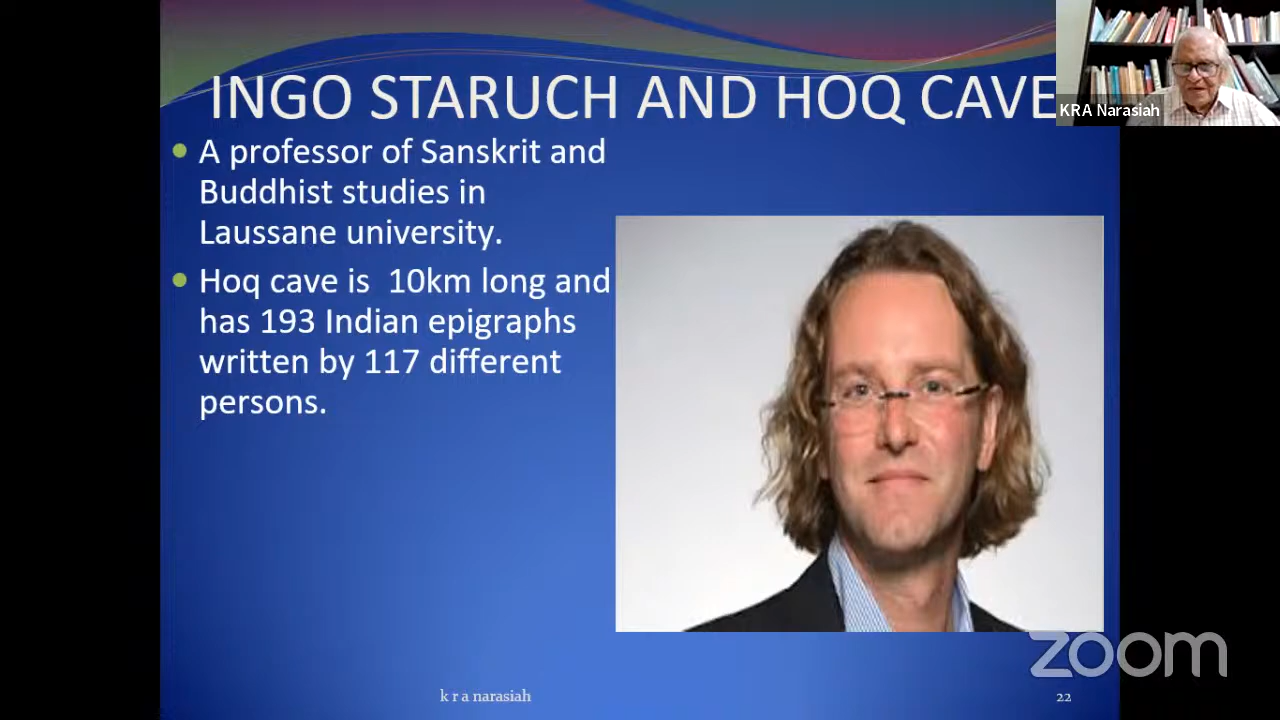 INGO STARUCH AND HOQ CAVE
KRA Narasiah
A professor of Sanskrit and
Buddhist studies in
Laussane university.
Hoq cave is 10km long and
has 193 Indian epigraphs
written by 117 different
persons.
zoom
k r a narasiah
22